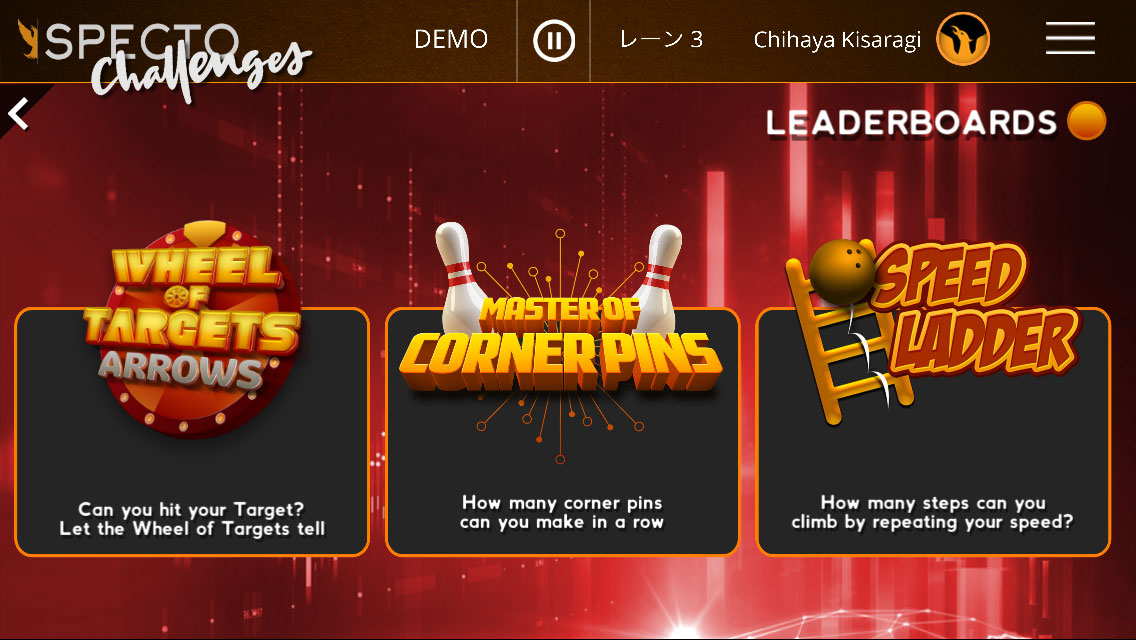 SPECTO
Challenges
DEMO
レーン 3
Chihaya Kisaragi
LEADERBOARDS
WHEEL
OF
TARGETS
ARROWS
Can you hit your Target?
Let the Wheel of Targets tell
MASTER OF
CORNER PINS
How many corner pins
can you make in a row
SPEED
LADDER
How many steps can you
climb by repeating your speed?